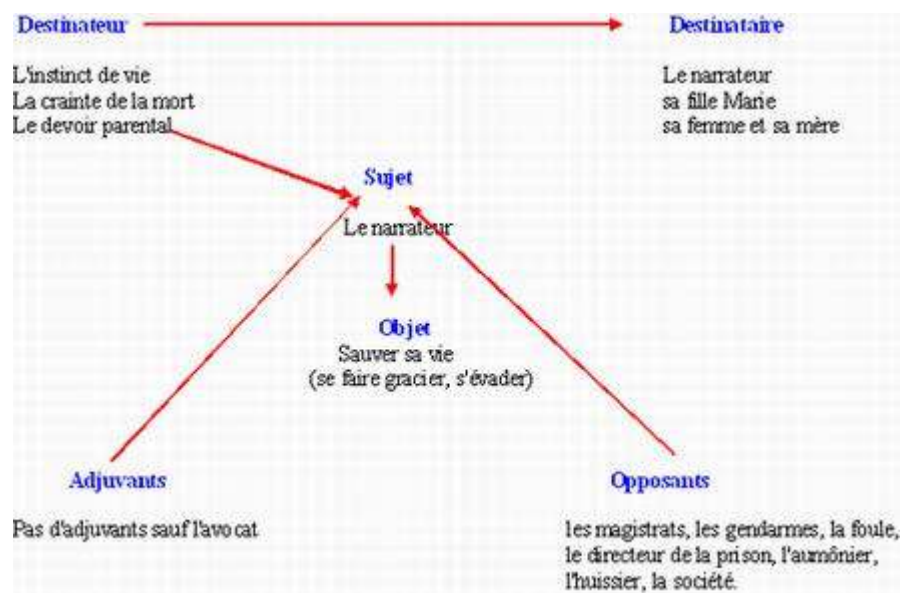 Destinateur
Destinataire
L'instinct de vie
La crainte de la mort
Le devoir parental
Le narrateur
sa fille Marie
sa femme et sa mère
Sujet
Le narrateur
Objet
Sauver sa vie
(se faire gracier, s'évader)
Adjuvants
Opposants
Pas d'adjuvants sauf l'avocat
les magistrats, les gendarmes, la foule,
le directeur de la prison, l'aumônier,
l'huissier, la société.